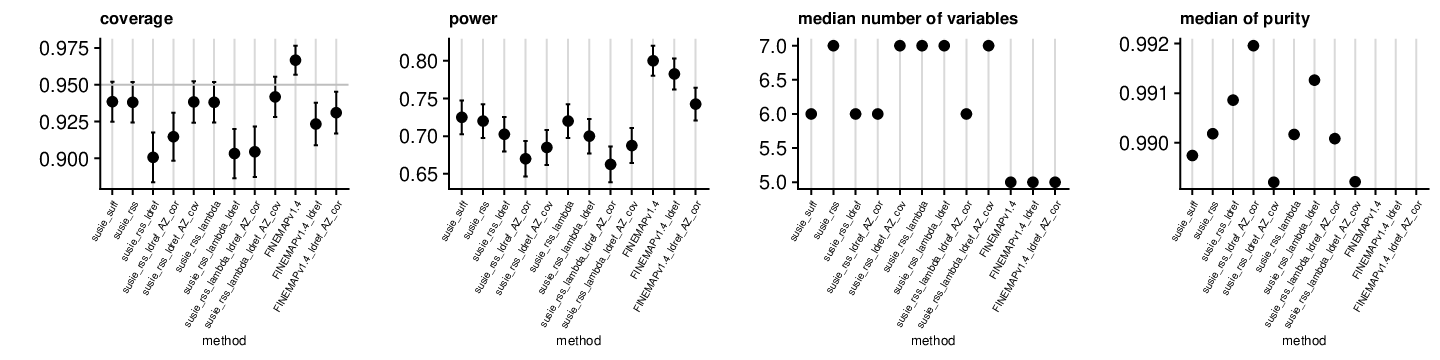 coverage
0.975
0.950
0.925
0.900
susie_suff
susie_rss
susie_rss_ldref
susie_rss_ldref_AZ_cor
susie_rss_ldref_AZ_cov
susie_rss_lambda
susie_rss_lambda_ldref
susie_rss_lambda_ldref_AZ_cor
susie_rss_lambda_ldref_AZ_cov
FINEMAPv1.4
FINEMAPv1.4_ldref
FINEMAPv1.4_ldref_AZ_cor
method
power
0.80
0.75
0.70
0.65
susie_suff
susie_rss
susie_rss_ldref
susie_rss_ldref_AZ_cor
susie_rss_ldref_AZ_cov
susie_rss_lambda
susie_rss_lambda_ldref
susie_rss_lambda_ldref_AZ_cor
susie_rss_lambda_ldref_AZ_cov
FINEMAPv1.4
FINEMAPv1.4_ldref
FINEMAPv1.4_ldref_AZ_cor
method
median number of variables
7.0
6.5
6.0
5.5
5.0
susie_suff
susie_rss
susie_rss_ldref
susie_rss_ldref_AZ_cor
susie_rss_ldref_AZ_cov
susie_rss_lambda
susie_rss_lambda_ldref
susie_rss_lambda_ldref_AZ_cor
susie_rss_lambda_ldref_AZ_cov
FINEMAPv1.4
FINEMAPv1.4_ldref
FINEMAPv1.4_ldref_AZ_cor
method
median of purity
0.992
0.991
0.990
susie_suff
susie_rss
susie_rss_ldref
susie_rss_ldref_AZ_cor
susie_rss_ldref_AZ_cov
susie_rss_lambda
susie_rss_lambda_ldref
susie_rss_lambda_ldref_AZ_cor
susie_rss_lambda_ldref_AZ_cov
FINEMAPv1.4
FINEMAPv1.4_ldref
FINEMAPv1.4_ldref_AZ_cor
method